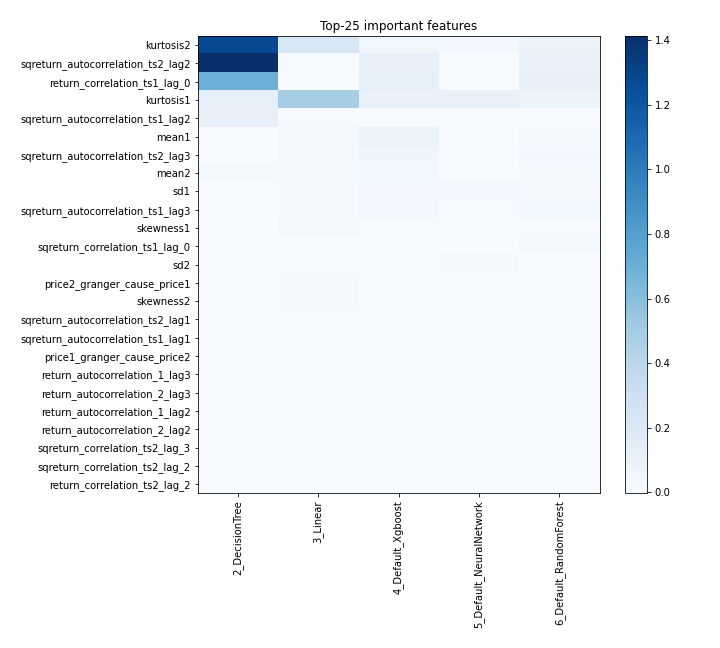 Top-25 important features
kurtosis2
sqreturn_autocorrelation_ts2_lag2
return_correlation_ts1_lag_0
kurtosis1
sqreturn_autocorrelation_ts1_lag2
mean1
sqreturn_autocorrelation_ts2_lag3
mean2
sd1
sqreturn_autocorrelation_ts1_lag3
skewness1
sqreturn_correlation_ts1_lag_0
sd2
price2_granger_cause_price1
skewness2
sqreturn_autocorrelation_ts2_lag1
sqreturn_autocorrelation_ts1_lag1
price1_granger_cause_price2
return_autocorrelation_1_lag3
return_autocorrelation_2_lag3
return_autocorrelation_1_lag2
return_autocorrelation_2_lag2
sqreturn_correlation_ts2_lag_3
sqreturn_correlation_ts2_lag_2
return_correlation_ts2_lag_2
2_DecisionTree
3_Linear
4_Default_Xgboost
5_Default_NeuralNetwork
6_Default_RandomForest
1.4
1.2
1.0
0.8
0.6
0.4
0.2
0.0